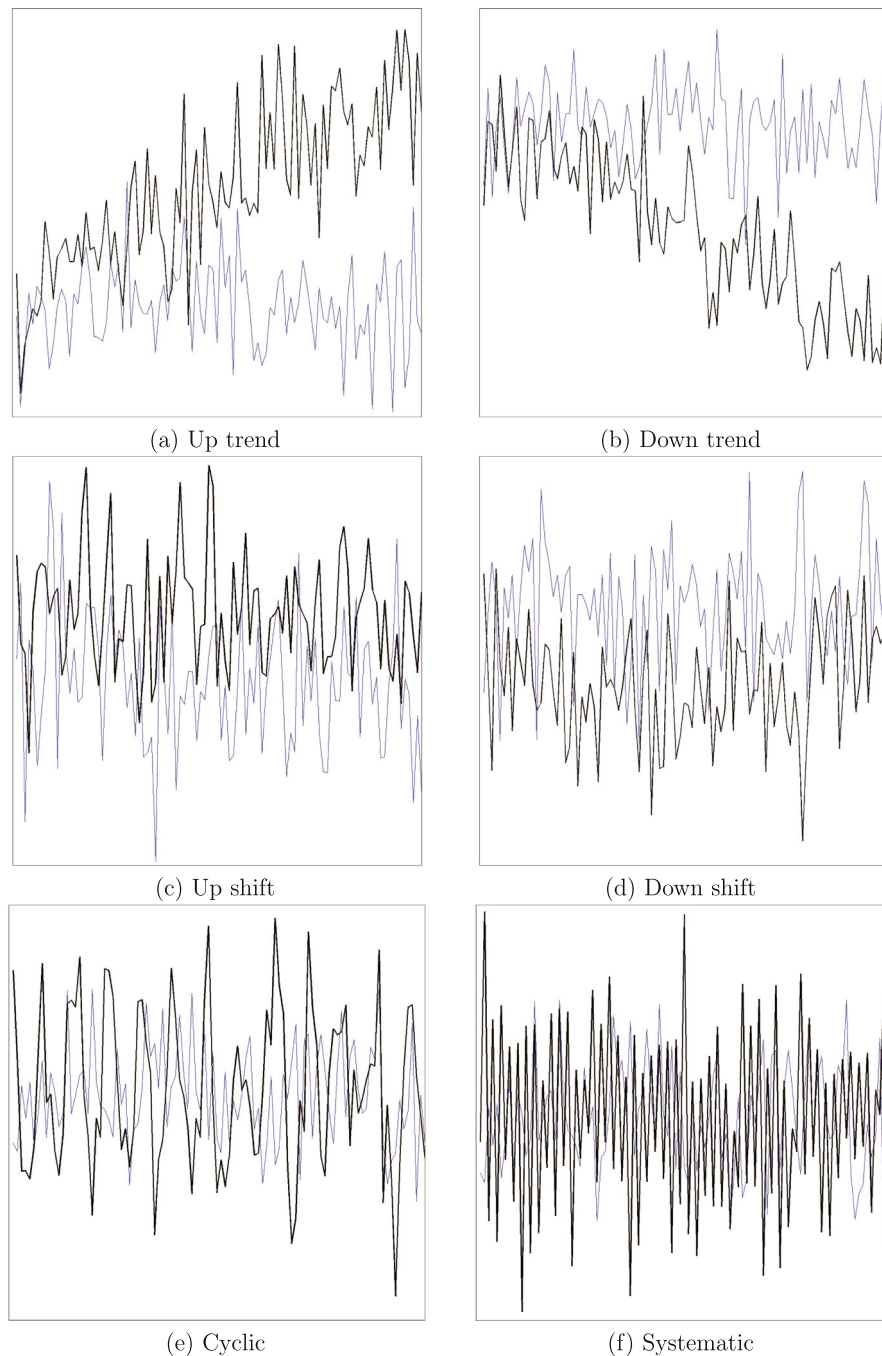 (a) Up trend
(b) Down trend
(c) Up shift
(d) Down shift
(e) Cyclic
(f) Systematic